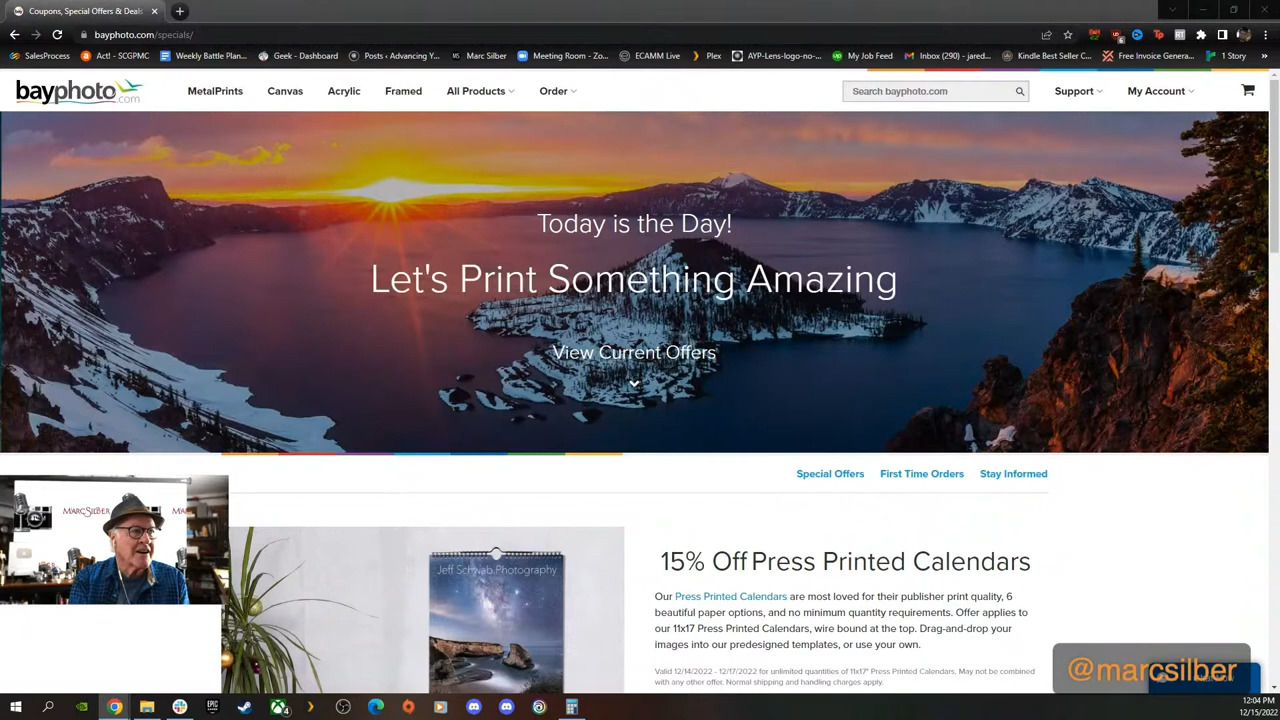 Coupons, Special Offers & Deals
bayphoto.com/specials/
SalesProcess
Act! - SCGPMC
Weekly Battle Plan...
Geek - Dashboard
Posts ‹ Advancing Y...
Marc Silber
Meeting Room - Zo...
ECAMM Live
Plex
AYP-Lens-logo-no-...
My Job Feed
Inbox (290) - jared...
Kindle Best Seller C...
Free Invoice Genera...
1 Story
bayphoto.com
MetalPrints
Canvas
Acrylic
Framed
All Products
Order
Search bayphoto.com
Support
My Account
Today is the Day!
Let's Print Something Amazing
View Current Offers
Special Offers
First Time Orders
Stay Informed
MARCSILBER
Jeff Schwab Photography
15% Off Press Printed Calendars
Our Press Printed Calendars are most loved for their publisher print quality, 6
beautiful paper options, and no minimum quantity requirements. Offer applies to
our 11x17 Press Printed Calendars, wire bound at the top. Drag-and-drop your
images into our predesigned templates, or use your own.
Valid 12/14/2022 - 12/17/2022 for unlimited quantities of 11x17" Press Printed Calendars. May not be combined
with any other offer. Normal shipping and handling charges apply.
@marcsilber
12:04 PM
12/15/2022